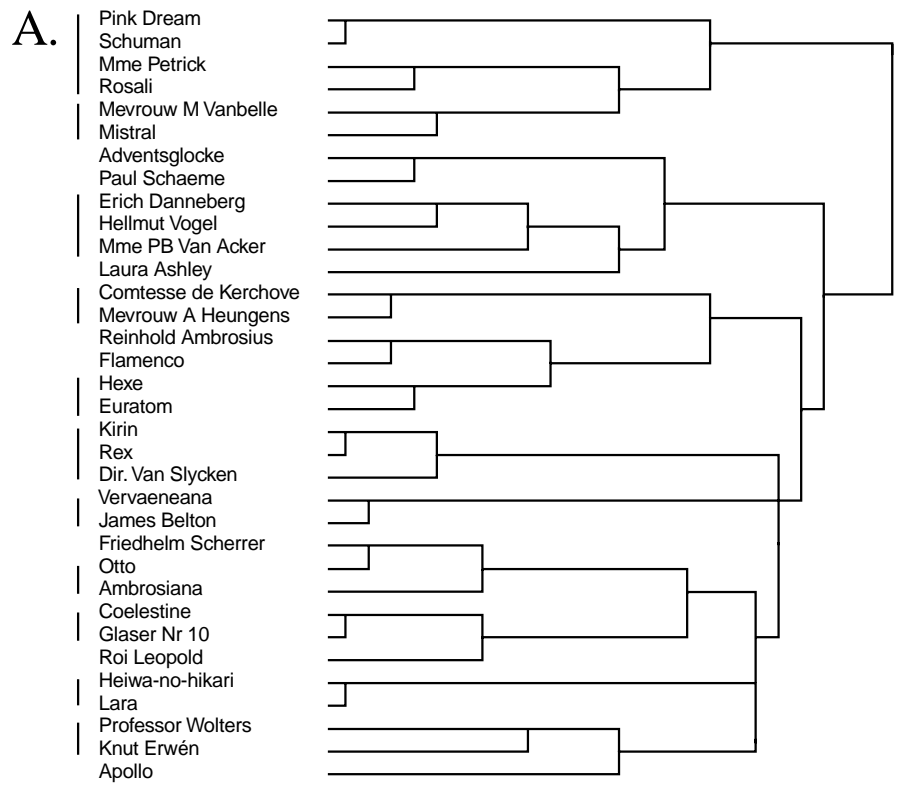 A.
Pink Dream
Schuman
Mme Petrick
Rosali
Mevrouw M Vanbelle
Mistral
Adventsglocke
Paul Schaeme
Erich Danneberg
Hellmut Vogel
Mme PB Van Acker
Laura Ashley
Comtesse de Kerchove
Mevrouw A Heungens
Reinhold Ambrosius
Flamenco
Hexe
Euratom
Kirin
Rex
Dir. Van Slycken
Vervaeneana
James Belton
Friedhelm Scherrer
Otto
Ambrosiana
Coelestine
Glaser Nr 10
Roi Leopold
Heiwa-no-hikari
Lara
Professor Wolters
Knut Erwén
Apollo